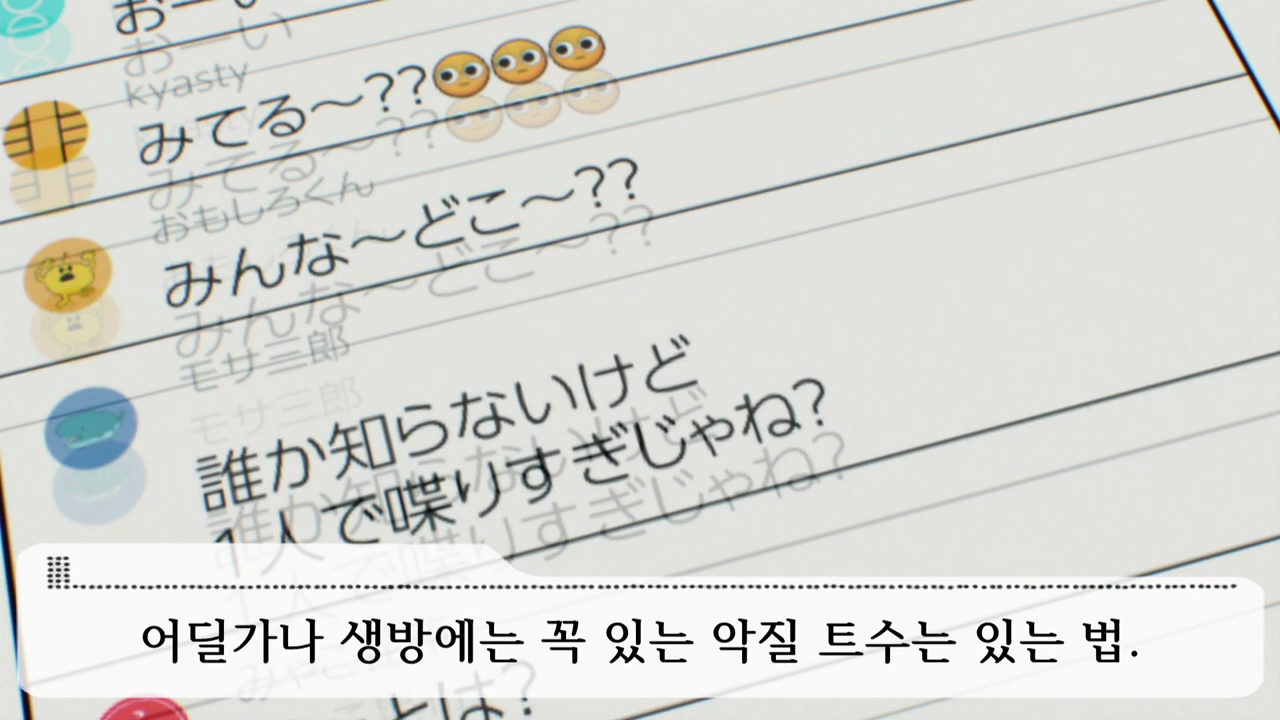 おーい
kyasty
みてる〜??🙄🙄🙄
おもしろくん
みんな〜どこ〜??
モサ三郎
誰か知らないけど
1人で喋りすぎじゃね?
とは?
어딜가나 생방에는 꼭 있는 악질 트수는 있는 법.